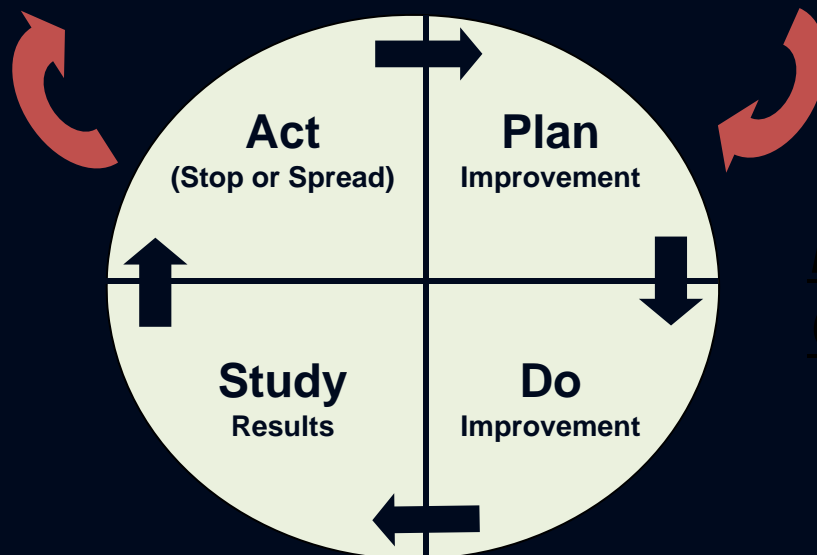 Act
(Stop or Spread)
Plan
Improvement
Study
Results
Do
Improvement